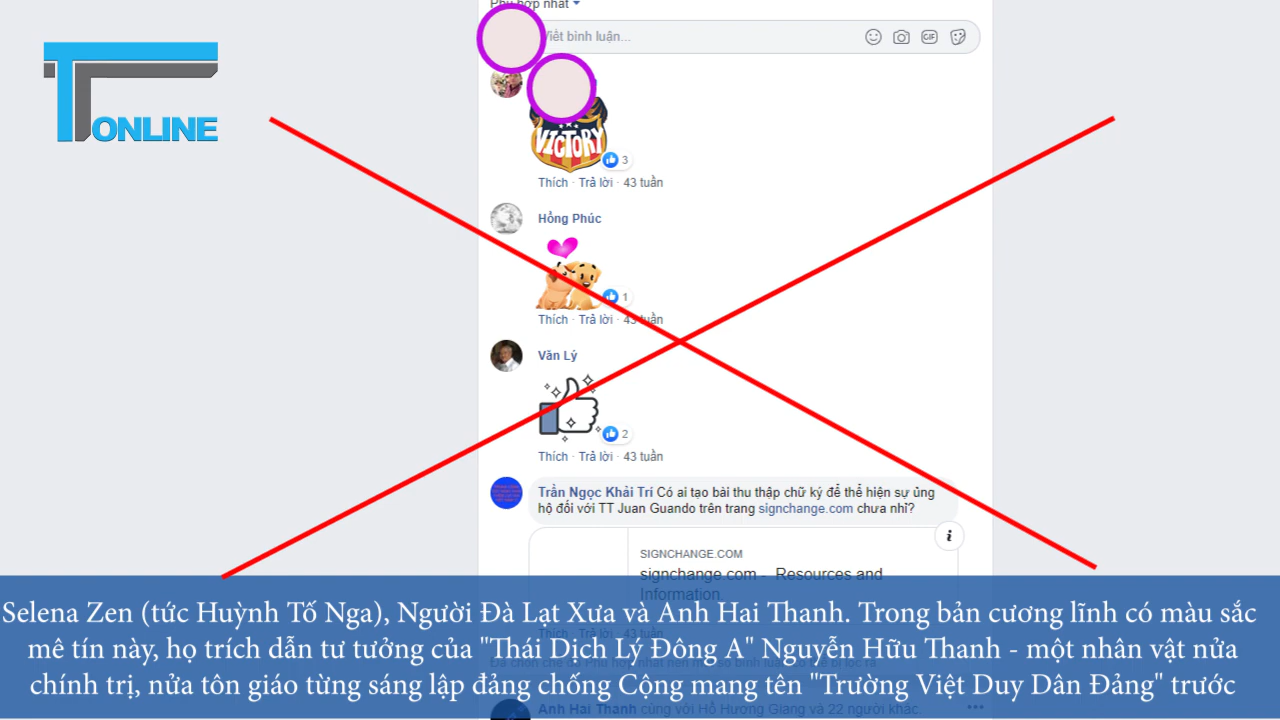 Phù hợp nhất
Viết bình luận...
GIF
T ONLINE
VICTORY
3
Thích · Trả lời · 43 tuần
Hồng Phúc
1
Thích · Trả lời · 43 tuần
Văn Lý
2
Thích · Trả lời · 43 tuần
Trần Ngọc Khải Trí Có ai tạo bài thu thập chữ ký để thể hiện sự ủng
hộ đối với TT Juan Guando trên trang signchange.com chưa nhỉ?
SIGNCHANGE.COM
signchange.com - Resources and
Information.
Selena Zen (tức Huỳnh Tố Nga), Người Đà Lạt Xưa và Anh Hai Thanh. Trong bản cương lĩnh có màu sắc
mê tín này, họ trích dẫn tư tưởng của "Thái Dịch Lý Đông A" Nguyễn Hữu Thanh - một nhân vật nửa
chính trị, nửa tôn giáo từng sáng lập đảng chống Cộng mang tên "Trường Việt Duy Dân Đảng" trước
Anh Hai Thanh cùng với Hồ Hương Giang và 22 người khác.